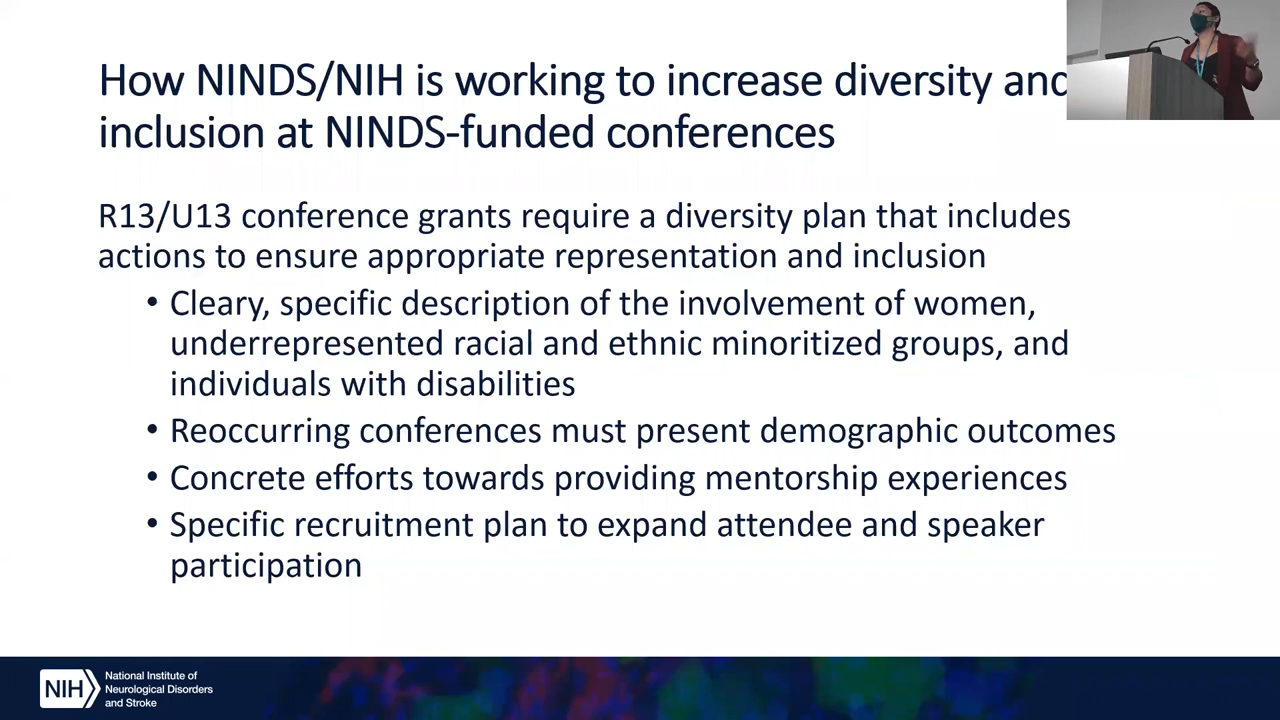 How NINDS/NIH is working to increase diversity and
inclusion at NINDS-funded conferences
R13/U13 conference grants require a diversity plan that includes
actions to ensure appropriate representation and inclusion
• Cleary, specific description of the involvement of women,
underrepresented racial and ethnic minoritized groups, and
individuals with disabilities
• Reoccurring conferences must present demographic outcomes
• Concrete efforts towards providing mentorship experiences
• Specific recruitment plan to expand attendee and speaker
participation
NIH
National Institute of
Neurological Disorders
and Stroke